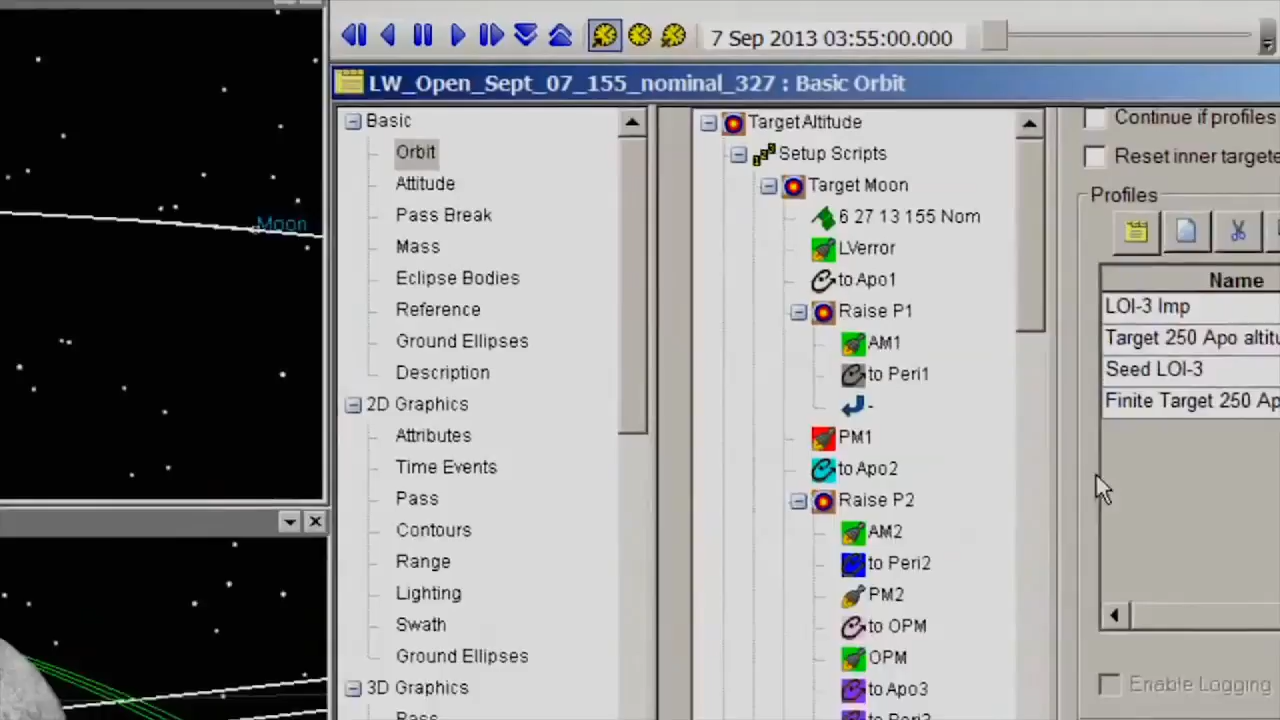 7 Sep 2013 03:55:00.000
LW_Open_Sept_07_155_nominal_327 : Basic Orbit
Moon
Basic
Orbit
Attitude
Pass Break
Mass
Eclipse Bodies
Reference
Ground Ellipses
Description
2D Graphics
Attributes
Time Events
Pass
Contours
Range
Lighting
Swath
Ground Ellipses
3D Graphics
Pass
Target Altitude
Setup Scripts
Target Moon
6 27 13 155 Nom
LVerror
to Apo1
Raise P1
AM1
to Peri1
-
PM1
to Apo2
Raise P2
AM2
to Peri2
PM2
to OPM
OPM
to Apo3
to Peri3
Continue if profiles
Reset inner targete
Profiles
Name
LOI-3 Imp
Target 250 Apo altitu
Seed LOI-3
Finite Target 250 Ap
Enable Logging